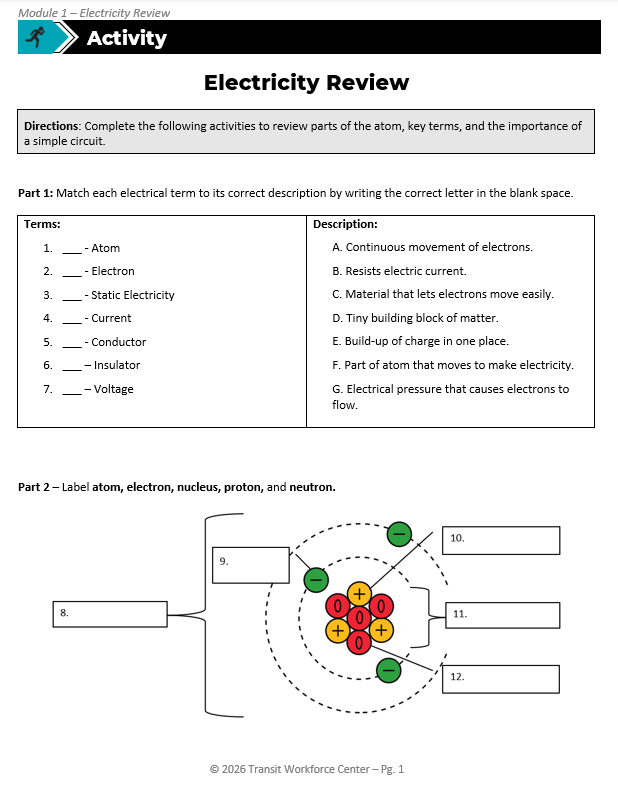 Module 1 – Electricity Review
Activity
Electricity Review
Directions: Complete the following activities to review parts of the atom, key terms, and the importance of
a simple circuit.
Part 1: Match each electrical term to its correct description by writing the correct letter in the blank space.
Terms:
1. ___ - Atom
2. ___ - Electron
3. ___ - Static Electricity
4. ___ - Current
5. ___ - Conductor
6. ___ – Insulator
7. ___ – Voltage
Description:
A. Continuous movement of electrons.
B. Resists electric current.
C. Material that lets electrons move easily.
D. Tiny building block of matter.
E. Build-up of charge in one place.
F. Part of atom that moves to make electricity.
G. Electrical pressure that causes electrons to
flow.
Part 2 – Label atom, electron, nucleus, proton, and neutron.
8.
9.
10.
11.
12.
−
−
+
0
0
0
+
+
0
−
© 2026 Transit Workforce Center – Pg. 1